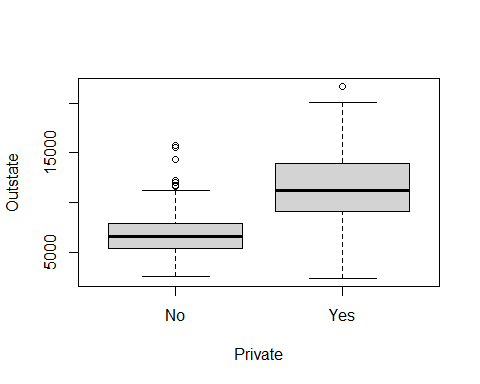 Outstate
15000
5000
No Yes
Private